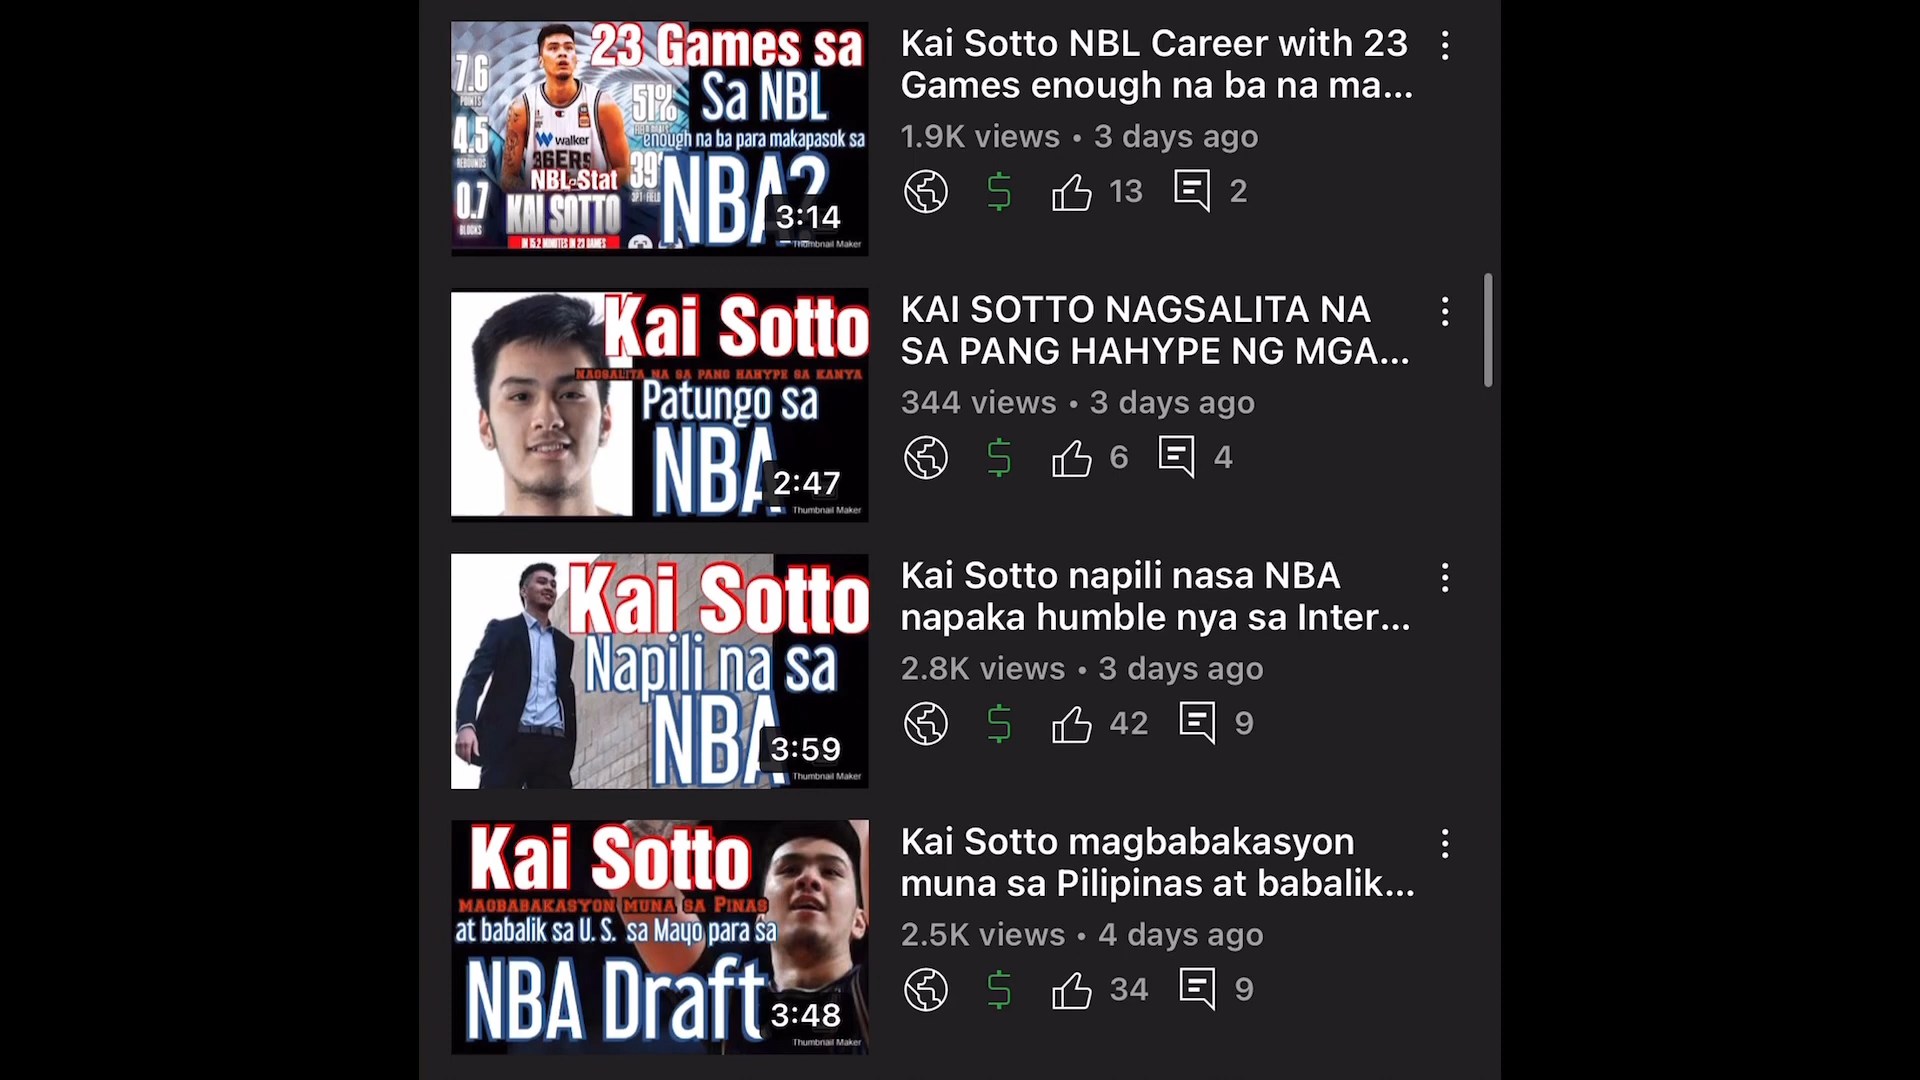 23 Games sa
Sa NBL
enough na ba para makapasok sa
NBA?
7.6
POINTS
4.5
REBOUNDS
0.7
BLOCKS
51%
39
walker
36ERS
NBL Stat
KAI SOTTO
IN 15.2 MINUTES IN 23 GAMES
3:14
Thumbnail Maker
Kai Sotto NBL Career with 23
Games enough na ba na ma...
1.9K views • 3 days ago
13
2
Kai Sotto
NAGSALITA NA SA PANG HAHYPE SA KANYA
Patungo sa
NBA
2:47
Thumbnail Maker
KAI SOTTO NAGSALITA NA
SA PANG HAHYPE NG MGA...
344 views • 3 days ago
6
4
Kai Sotto
Napili na sa
NBA
3:59
Thumbnail Maker
Kai Sotto napili nasa NBA
napaka humble nya sa Inter...
2.8K views • 3 days ago
42
9
Kai Sotto
MAGBABAKASYON MUNA SA PINAS
at babalik sa U. S. sa Mayo para sa
NBA Draft
3:48
Thumbnail Maker
Kai Sotto magbabakasyon
muna sa Pilipinas at babalik...
2.5K views • 4 days ago
34
9